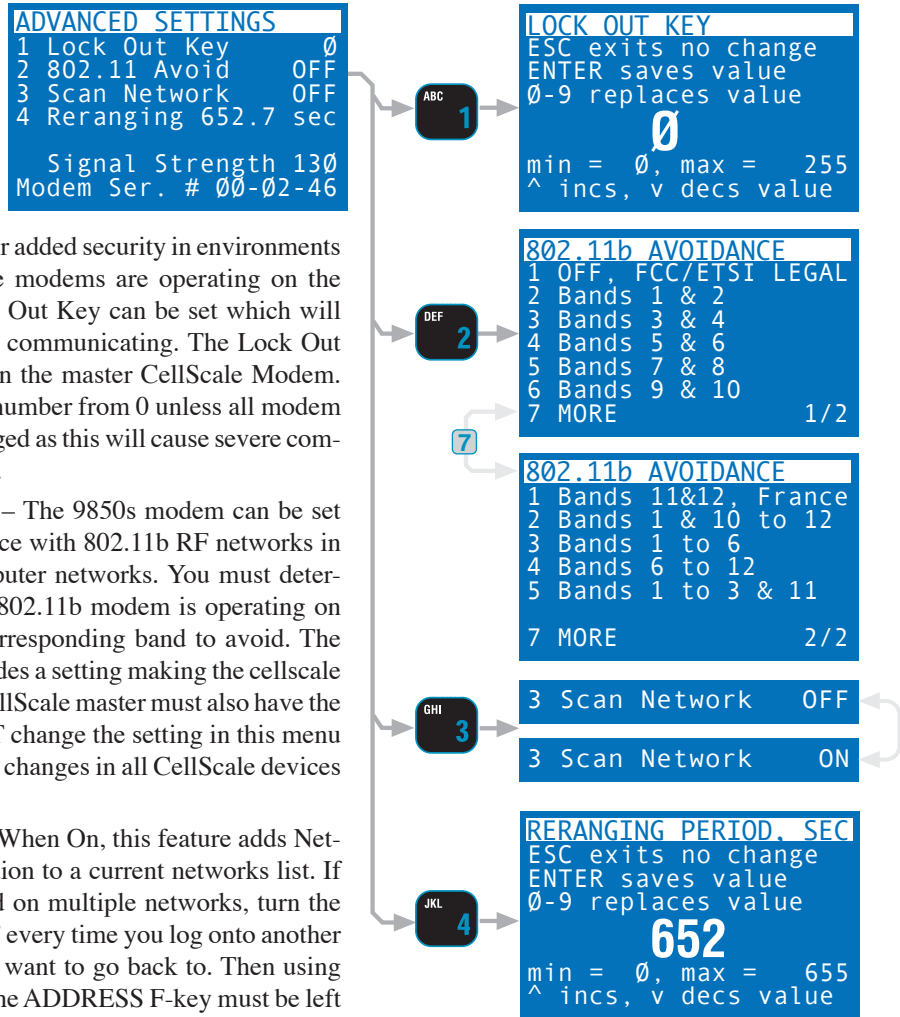 ADVANCED SETTINGS
1 Lock Out Key Ø
2 802.11 Avoid OFF
3 Scan Network OFF
4 Reranging 652.7 sec
Signal Strength 13Ø
Modem Ser. # ØØ-Ø2-46
r added security in environments
e modems are operating on the
Out Key can be set which will
communicating. The Lock Out
n the master CellScale Modem.
number from 0 unless all modem
ged as this will cause severe com-
.
– The 9850s modem can be set
ce with 802.11b RF networks in
puter networks. You must deter-
802.11b modem is operating on
rresponding band to avoid. The
des a setting making the cellscale
ellScale master must also have the
T change the setting in this menu
changes in all CellScale devices
When On, this feature adds Net-
tion to a current networks list. If
d on multiple networks, turn the
every time you log onto another
want to go back to. Then using
he ADDRESS F-key must be left
ABC
1
LOCK OUT KEY
ESC exits no change
ENTER saves value
Ø-9 replaces value
Ø
min = Ø, max = 255
^ incs, v decs value
DEF
2
802.11b AVOIDANCE
1 OFF, FCC/ETSI LEGAL
2 Bands 1 & 2
3 Bands 3 & 4
4 Bands 5 & 6
5 Bands 7 & 8
6 Bands 9 & 10
7 MORE 1/2
7
802.11b AVOIDANCE
1 Bands 11&12, France
2 Bands 1 & 10 to 12
3 Bands 1 to 6
4 Bands 6 to 12
5 Bands 1 to 3 & 11
7 MORE 2/2
GHI
3
3 Scan Network OFF
3 Scan Network ON
JKL
4
RERANGING PERIOD, SEC
ESC exits no change
ENTER saves value
Ø-9 replaces value
652
min = Ø, max = 655
^ incs, v decs value